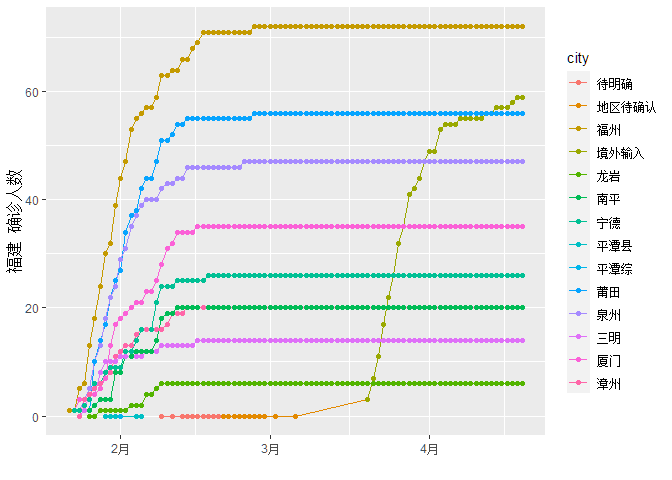 福建 确诊人数
60
40
20
0
2月
3月
4月
city
待明确
地区待确认
福州
境外输入
龙岩
南平
宁德
平潭县
平潭综
莆田
泉州
三明
厦门
漳州